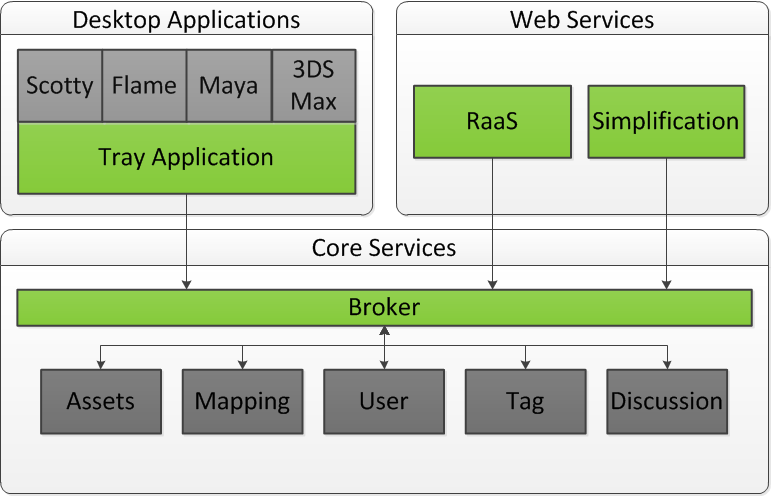 Desktop Applications
Web Services
Scotty
Flame
Maya
3DS
Max
Tray Application
RaaS
Simplification
Core Services
Broker
Assets
Mapping
User
Tag
Discussion